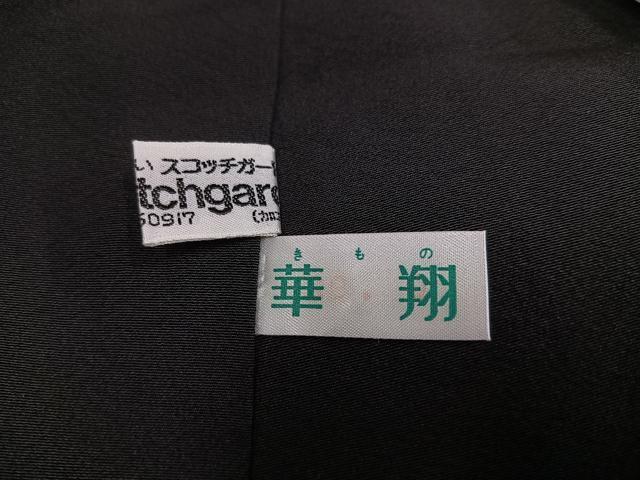 い スコッチガー
tchgar
50917
きもの
華翔